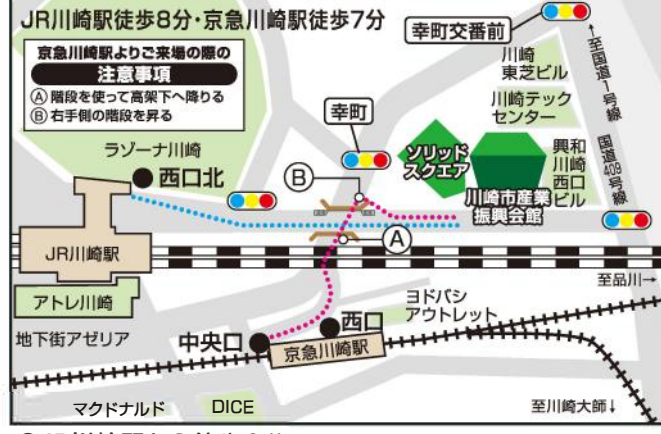 JR川崎駅徒歩8分・京急川崎駅徒歩7分
京急川崎駅よりご来場の際の
注意事項
Ⓐ階段を使って高架下へ降りる
Ⓑ右手側の階段を昇る
幸町交番前
←至国道1号線
川崎
東芝ビル
川崎テック
センター
幸町
ソリッド
スクエア
川崎市産業
振興会館
興和
川崎
西口
ビル
国道409号線
ラゾーナ川崎
西口北
Ⓑ
Ⓐ
JR川崎駅
至品川→
アトレ川崎
ヨドバシ
アウトレット
地下街アゼリア
中央口
西口
京急川崎駅
マクドナルド
DICE
至川崎大師↓